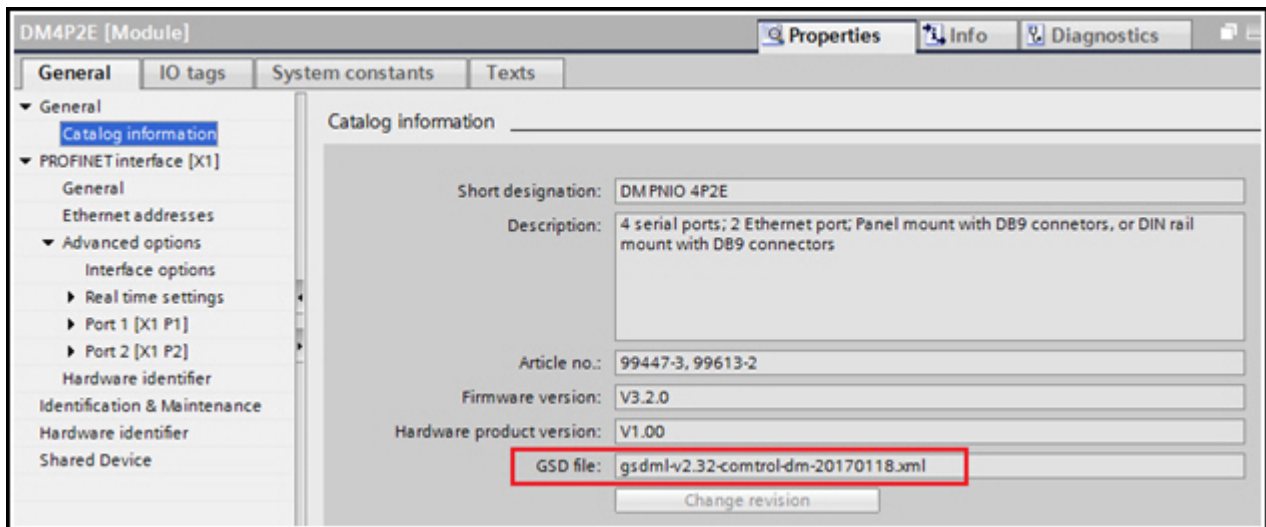 DM4P2E [Module]
Properties
Info
Diagnostics
General
IO tags
System constants
Texts
General
Catalog information
PROFINET interface [X1]
General
Ethernet addresses
Advanced options
Interface options
Real time settings
Port 1 [X1 P1]
Port 2 [X1 P2]
Hardware identifier
Identification & Maintenance
Hardware identifier
Shared Device
Catalog information
Short designation: DM PNIO 4P2E
Description: 4 serial ports; 2 Ethernet port; Panel mount with DB9 connetors, or DIN rail
mount with DB9 connectors
Article no.: 99447-3, 99613-2
Firmware version: V3.2.0
Hardware product version: V1.00
GSD file: gsdml-v2.32-comtrol-dm-20170118.xml
Change revision